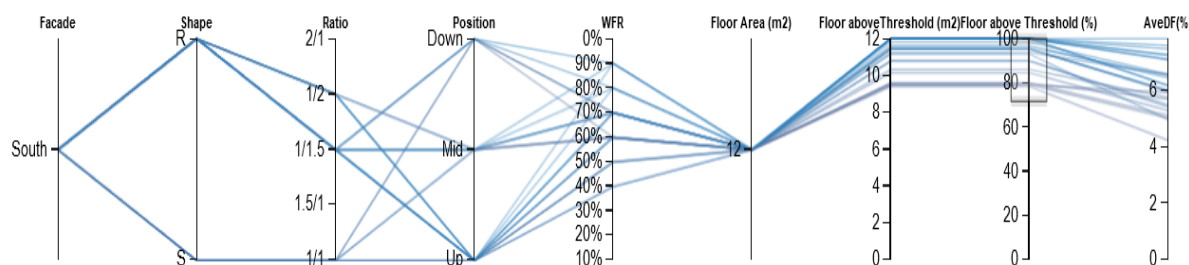 Facade Shape Ratio Position WFR Floor Area (m2) Floor aboveThreshold (m2) Floor above Threshold (%) AveDF(%
R 2/1 Down 0% 12 100
90%
10 80 6
1/2 80%
70%
8 60
60%
South 1/1.5 Mid 12 6 4
50%
40%
4 40
1.5/1 30% 2
20%
2 20
S 1/1 Up 10% 0 0 0